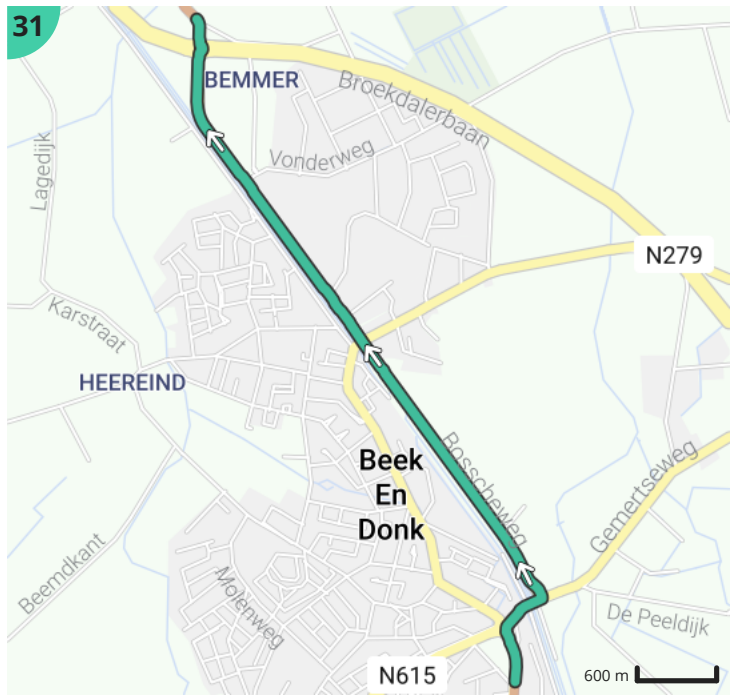 31
BEMMER
Broekdalerbaan
Vonderweg
Lagedijk
N279
Karstraat
HEEREIND
Beek
En
Donk
Bosscheweg
Gemertseweg
Beemdkant
Molenweg
De Peeldijk
N615
600 m